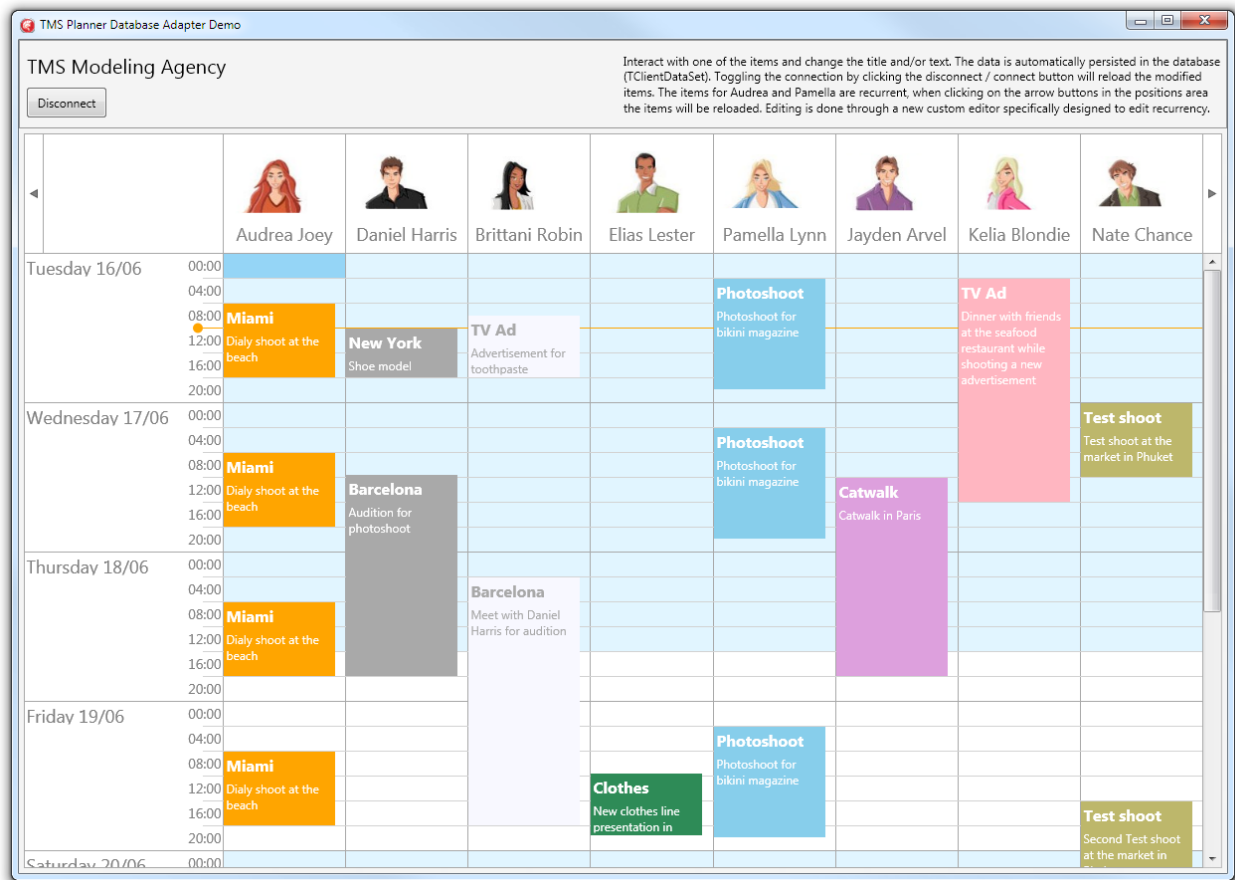 TMS Planner Database Adapter Demo
TMS Modeling Agency
Disconnect
Interact with one of the items and change the title and/or text. The data is automatically persisted in the database
(TClientDataSet). Toggling the connection by clicking the disconnect / connect button will reload the modified
items. The items for Audrea and Pamella are recurrent, when clicking on the arrow buttons in the positions area
the items will be reloaded. Editing is done through a new custom editor specifically designed to edit recurrency.
Audrea Joey
Daniel Harris
Brittani Robin
Elias Lester
Pamella Lynn
Jayden Arvel
Kelia Blondie
Nate Chance
Tuesday 16/06
00:00
04:00
08:00
12:00
16:00
20:00
Miami
Dialy shoot at the
beach
New York
Shoe model
TV Ad
Advertisement for
toothpaste
Photoshoot
Photoshoot for
bikini magazine
TV Ad
Dinner with friends
at the seafood
restaurant while
shooting a new
advertisement
Wednesday 17/06
00:00
04:00
08:00
12:00
16:00
20:00
Miami
Dialy shoot at the
beach
Barcelona
Audition for
photoshoot
Photoshoot
Photoshoot for
bikini magazine
Catwalk
Catwalk in Paris
Test shoot
Test shoot at the
market in Phuket
Thursday 18/06
00:00
04:00
08:00
12:00
16:00
20:00
Miami
Dialy shoot at the
beach
Barcelona
Meet with Daniel
Harris for audition
Friday 19/06
00:00
04:00
08:00
12:00
16:00
20:00
Miami
Dialy shoot at the
beach
Clothes
New clothes line
presentation in
Photoshoot
Photoshoot for
bikini magazine
Test shoot
Second Test shoot
at the market in
Saturday 20/06
00:00